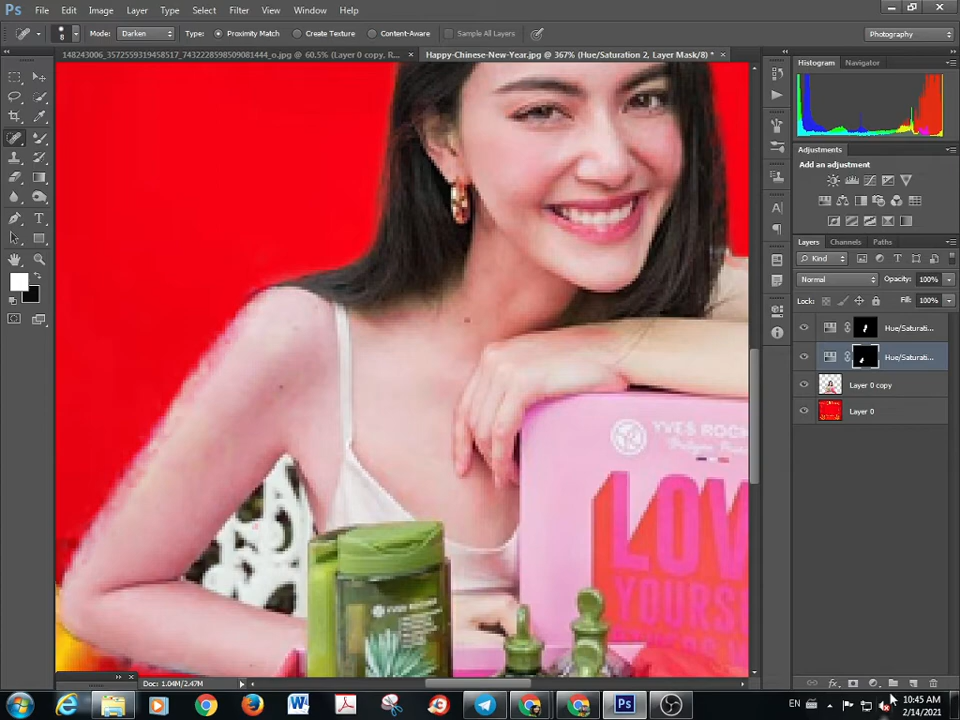 Ps File Edit Image Layer Type Select Filter View Window Help
8 Mode: Darken Type: Proximity Match Create Texture Content-Aware Sample All Layers Photography
148243006_3572559319458517_7432228598509081444_o.jpg @ 60.5% (Layer 0 copy, R... × Happy-Chinese-New-Year.jpg @ 367% (Hue/Saturation 2, Layer Mask/8) * ×
Histogram Navigator
Adjustments
Add an adjustment
Layers Channels Paths
Kind
Normal Opacity: 100%
Lock: Fill: 100%
Hue/Saturati...
Hue/Saturati...
Layer 0 copy
Layer 0
YVES ROCH
LOV
YOURS
YVES ROCHER
Doc: 1.04M/2.47M
EN 10:45 AM
2/14/2021